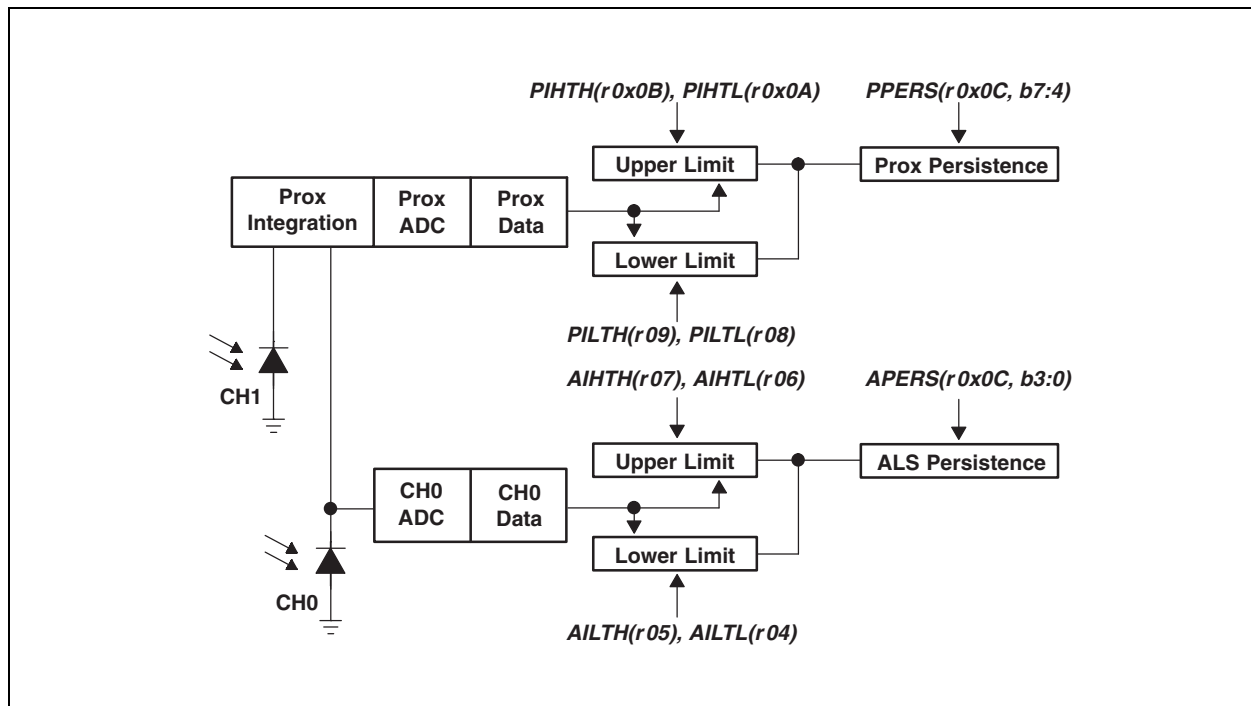 PIHTH(r0x0B), PIHTL(r0x0A)
PPERS(r0x0C, b7:4)
Upper Limit
Prox Persistence
Prox
Integration
Prox
ADC
Prox
Data
Lower Limit
PILTH(r09), PILTL(r08)
CH1
AIHTH(r07), AIHTL(r06)
APERS(r0x0C, b3:0)
Upper Limit
ALS Persistence
CH0
ADC
CH0
Data
Lower Limit
CH0
AILTH(r05), AILTL(r04)